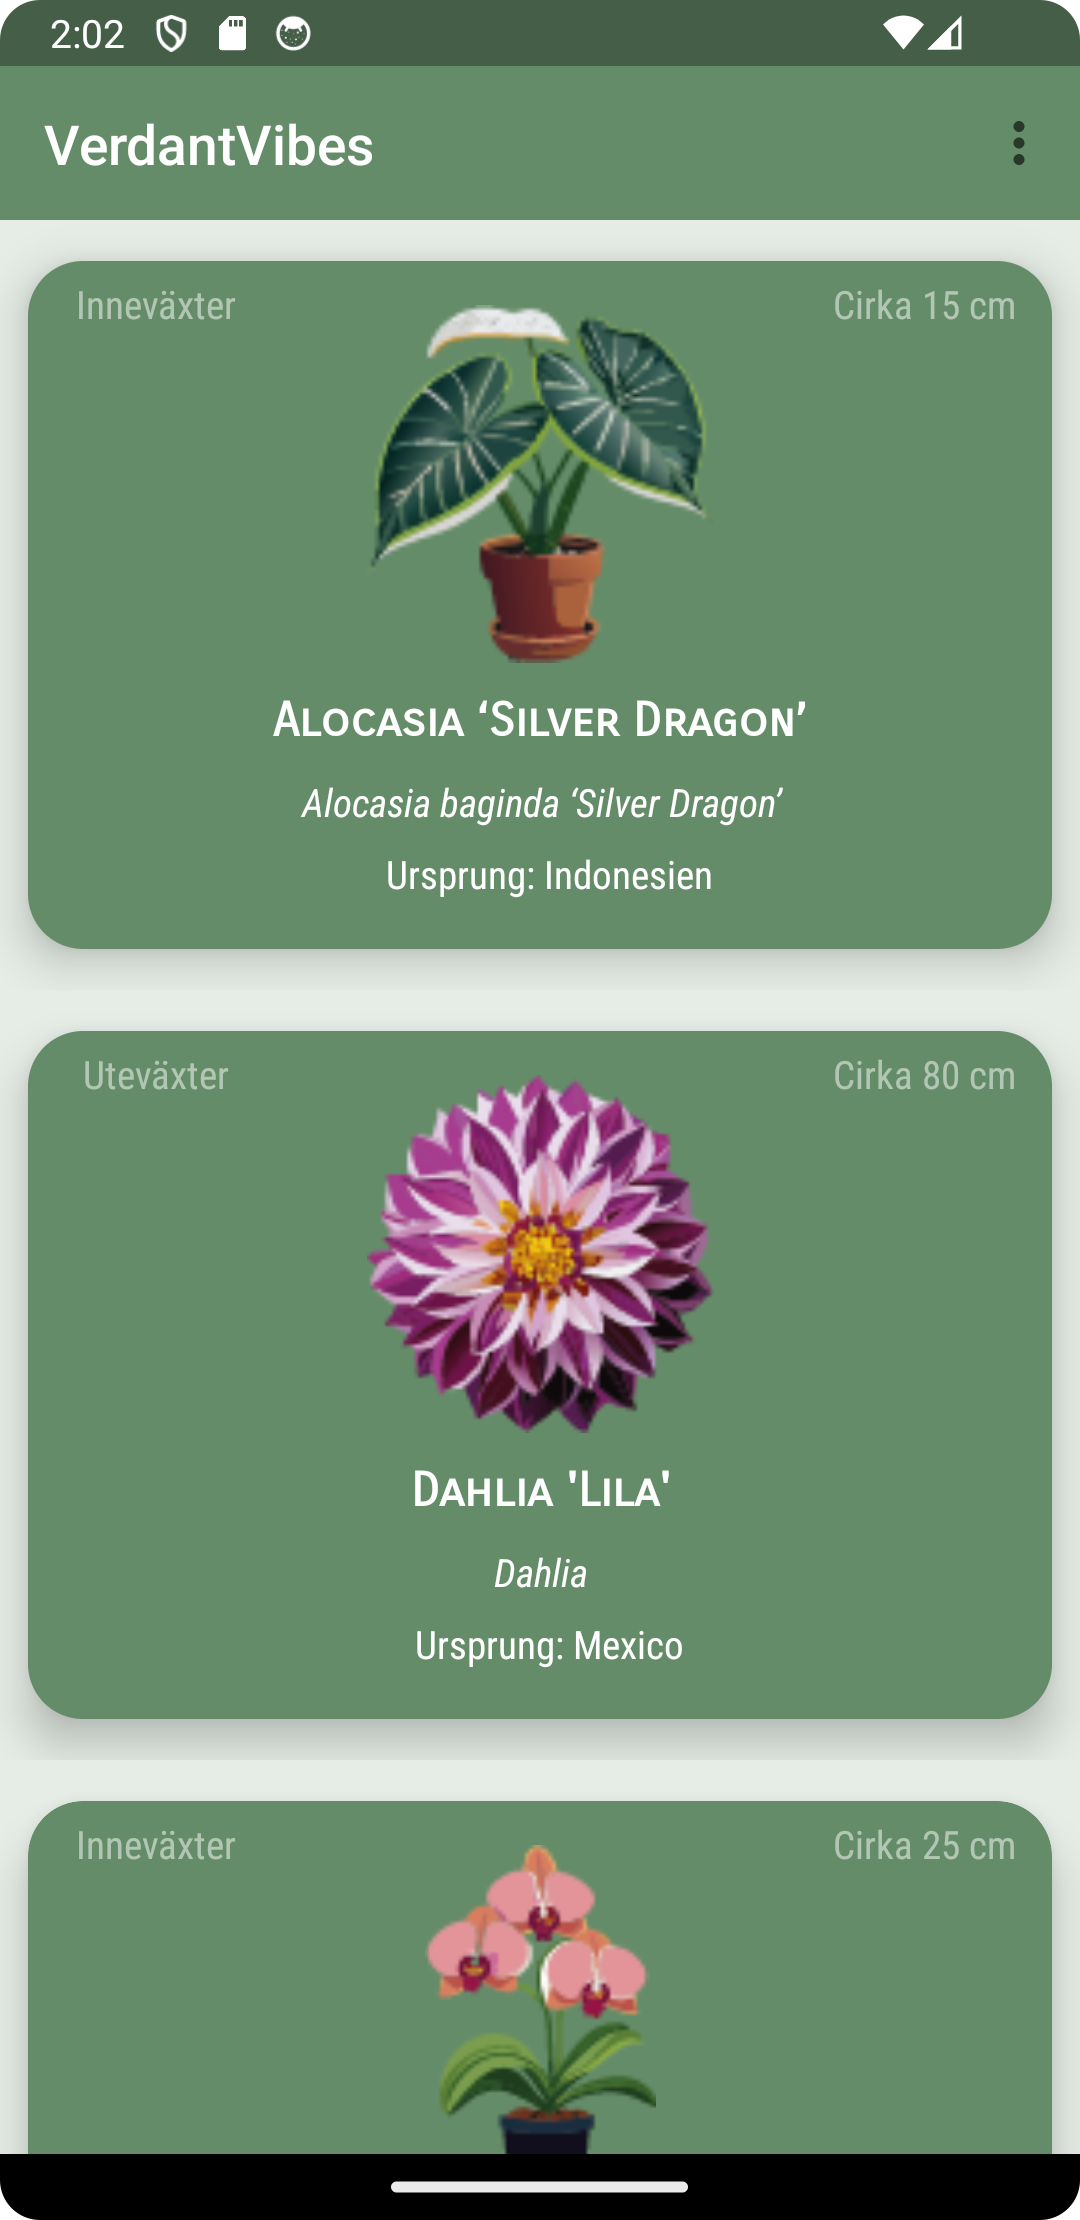 2:02
VerdantVibes
Inneväxter
Cirka 15 cm
Alocasia ‘Silver Dragon’
Alocasia baginda ‘Silver Dragon’
Ursprung: Indonesien
Uteväxter
Cirka 80 cm
Dahlia 'Lila'
Dahlia
Ursprung: Mexico
Inneväxter
Cirka 25 cm